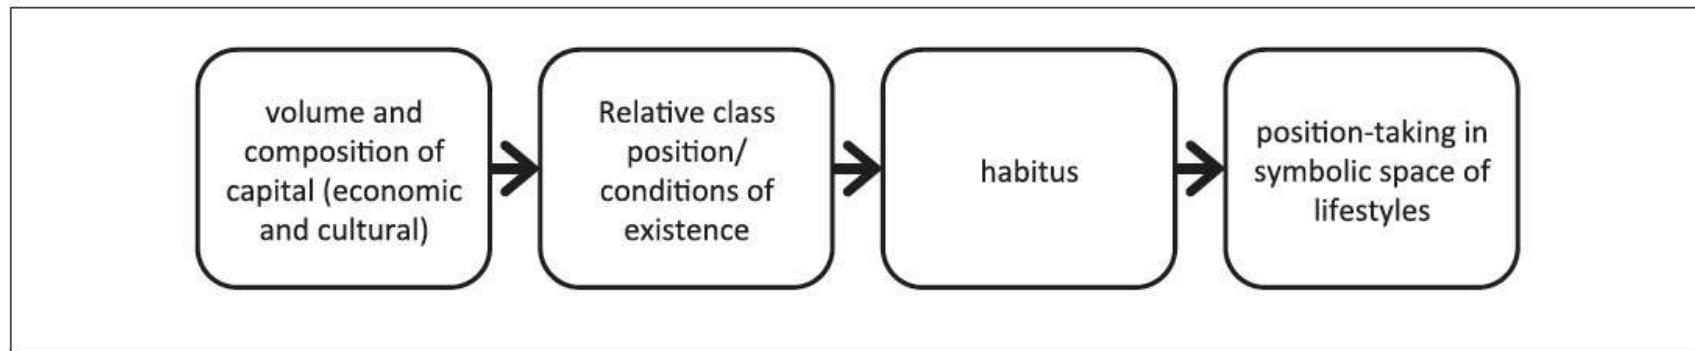 volume and
composition of
capital (economic
and cultural)
Relative class
position/
conditions of
existence
habitus
position-taking in
symbolic space of
lifestyles